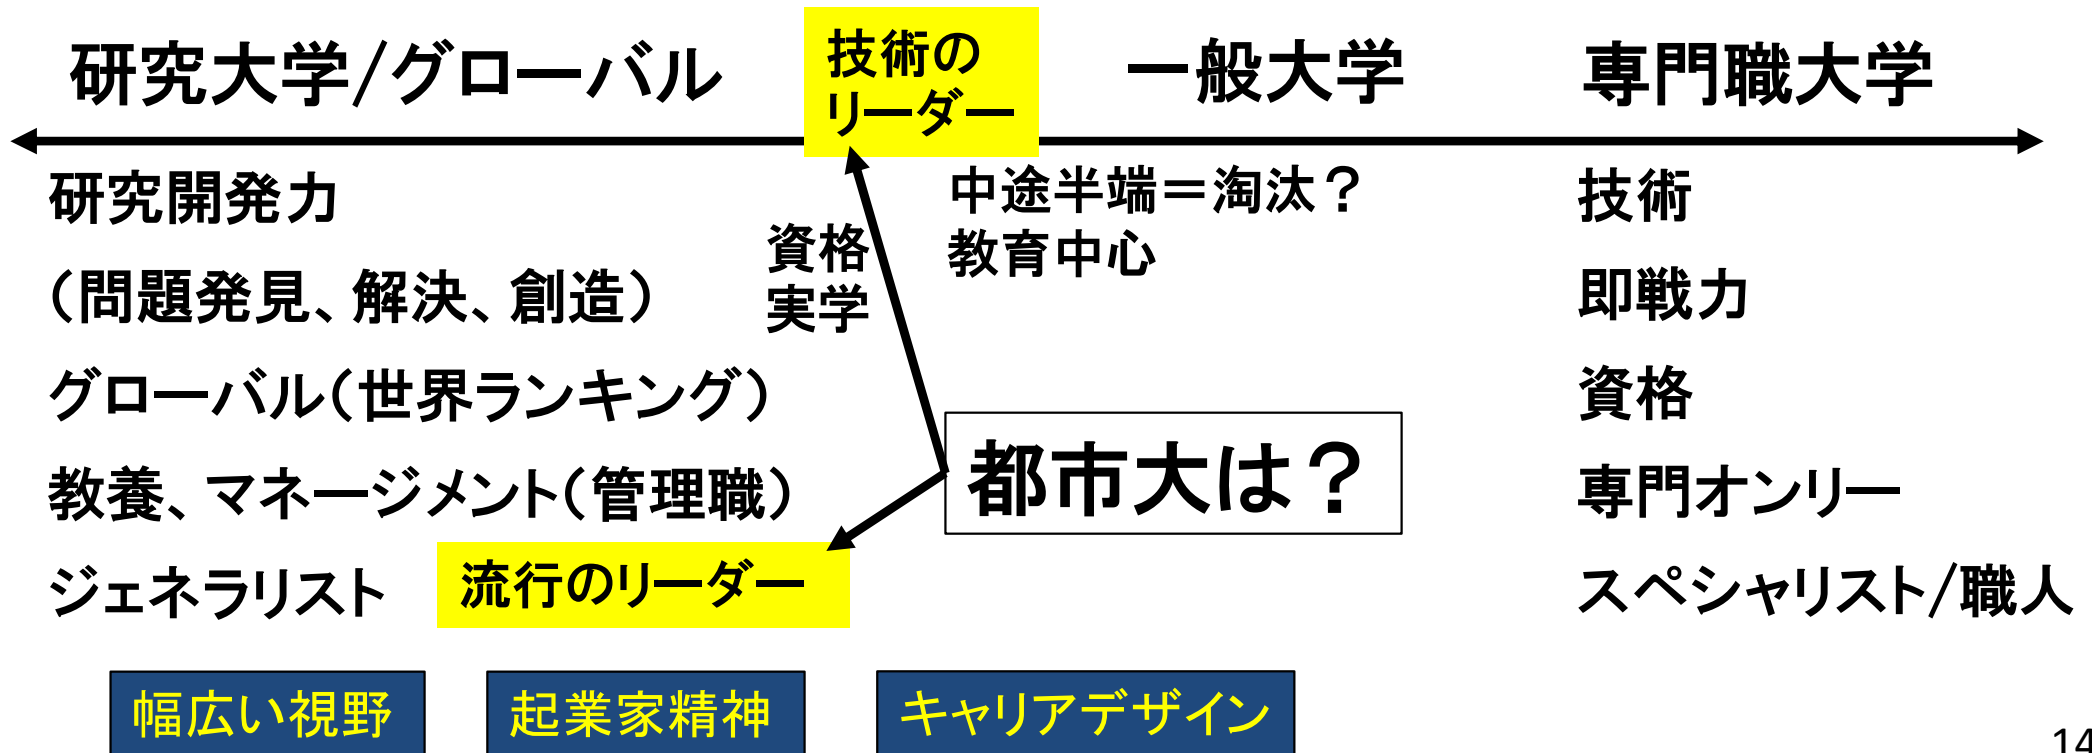 研究大学/グローバル
技術の
リーダー
一般大学
専門職大学
研究開発力
（問題発見、解決、創造）
グローバル（世界ランキング）
教養、マネージメント（管理職）
ジェネラリスト
資格
実学
中途半端＝淘汰？
教育中心
都市大は？
流行のリーダー
技術
即戦力
資格
専門オンリー
スペシャリスト/職人
幅広い視野
起業家精神
キャリアデザイン
14